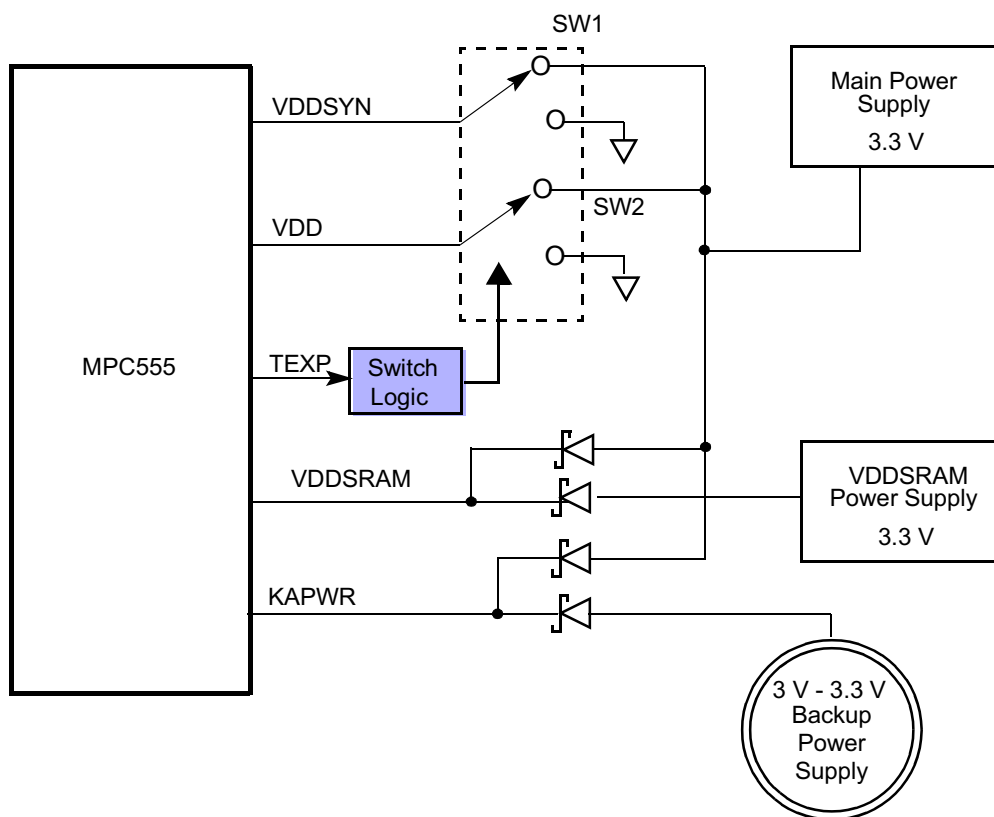 SW1
Main Power
Supply
3.3 V
VDDSYN
SW2
VDD
MPC555
TEXP
Switch
Logic
VDDSRAM
VDDSRAM
Power Supply
3.3 V
KAPWR
3 V - 3.3 V
Backup
Power
Supply